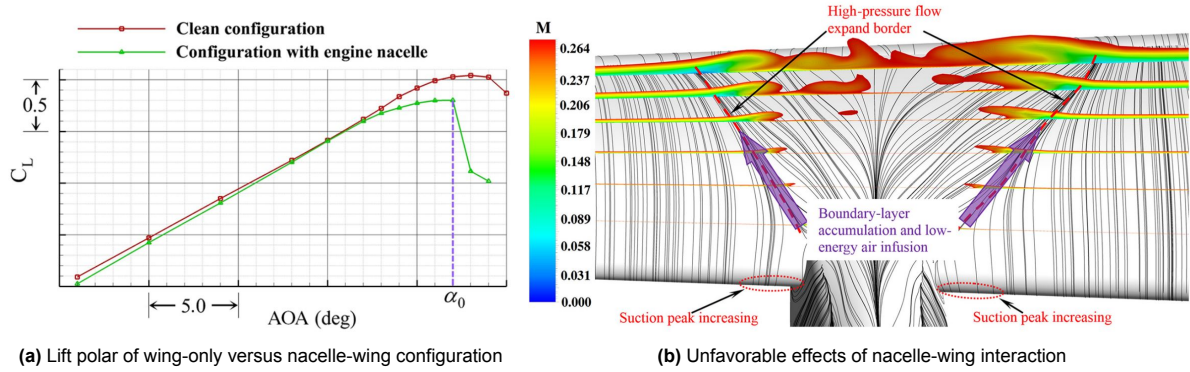 Clean configuration
Configuration with engine nacelle
0.5
C_L
5.0
AOA (deg)
α₀
M
0.264
0.237
0.206
0.179
0.148
0.117
0.089
0.058
0.031
0.000
High-pressure flow
expand border
Boundary-layer
accumulation and low-
energy air infusion
Suction peak increasing
Suction peak increasing
(a) Lift polar of wing-only versus nacelle-wing configuration
(b) Unfavorable effects of nacelle-wing interaction